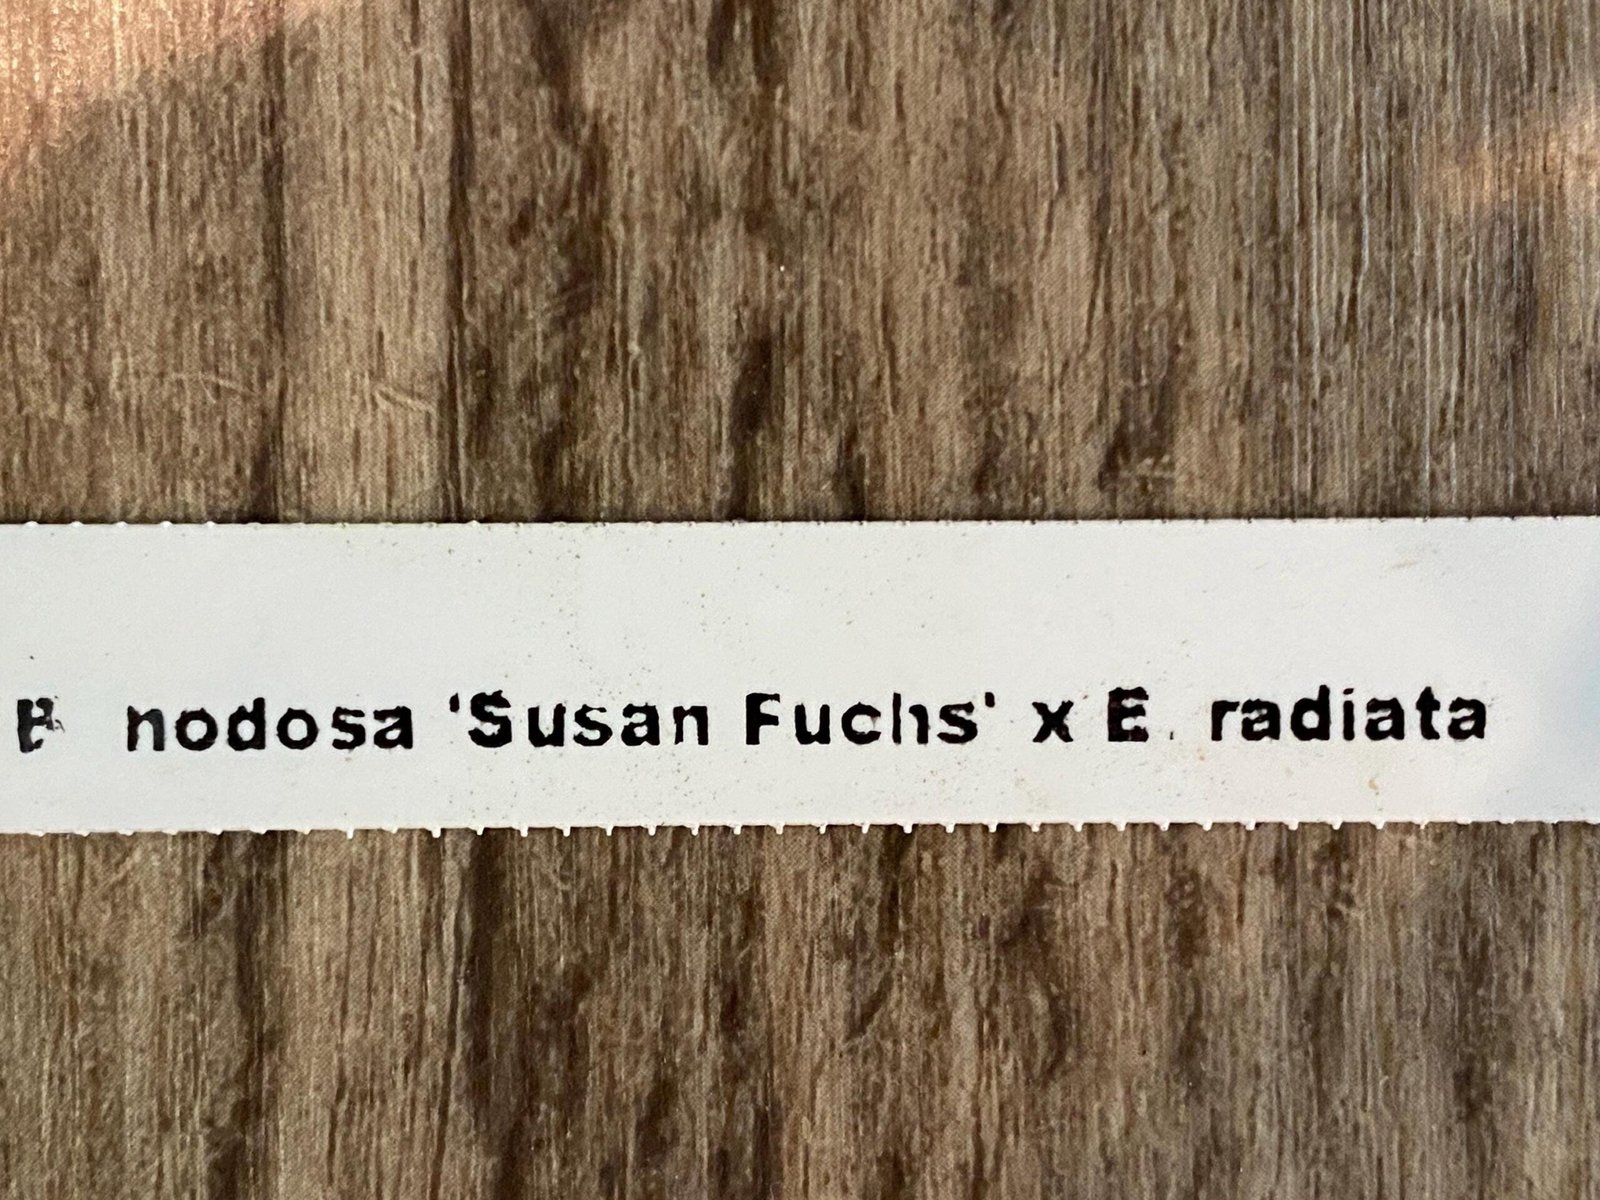 B. nodosa 'Susan Fuchs' x E. radiata